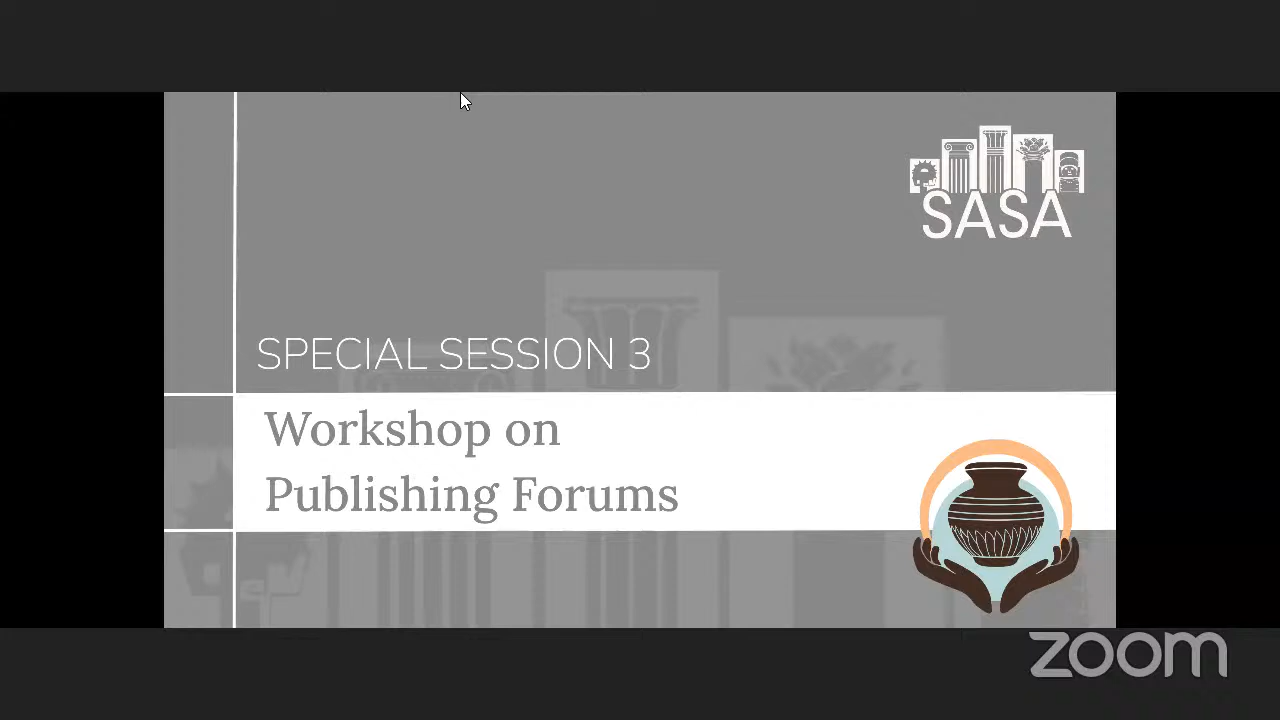 SASA
SPECIAL SESSION 3
Workshop on
Publishing Forums
zoom